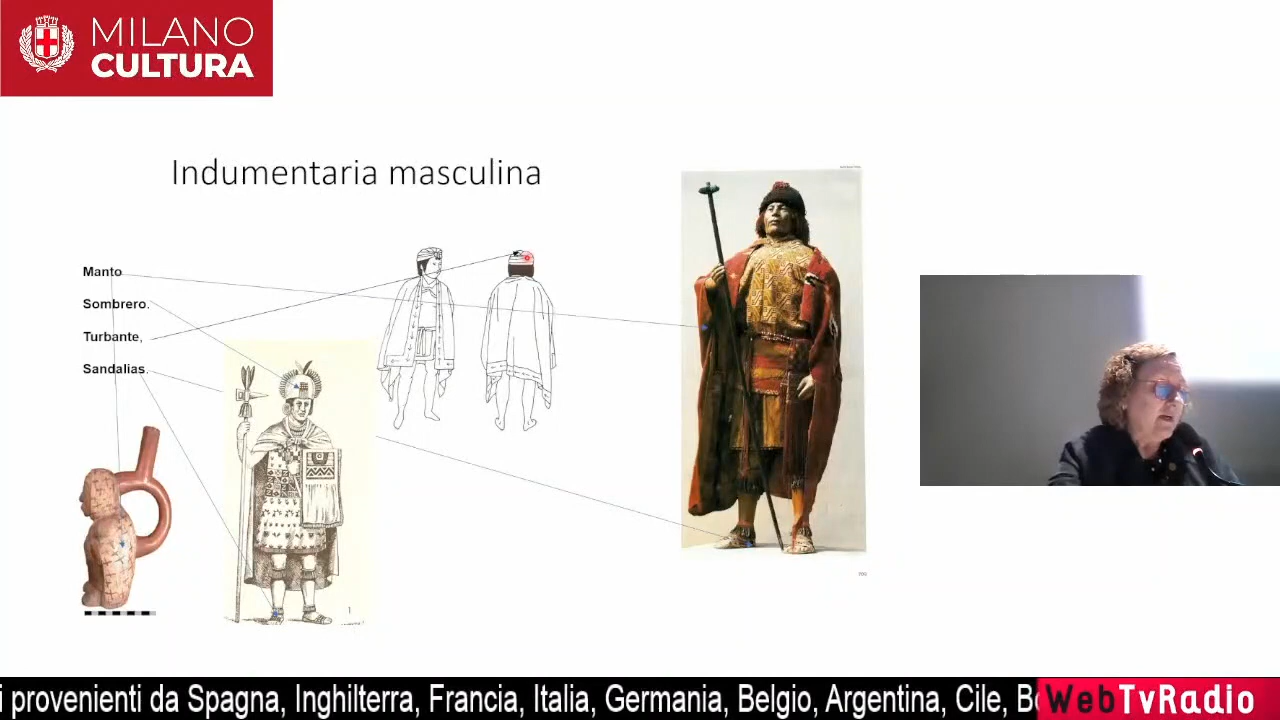 MILANO
CULTURA
Indumentaria masculina
Manto
Sombrero.
Turbante,
Sandalias.
1
i provenienti da Spagna, Inghilterra, Francia, Italia, Germania, Belgio, Argentina, Cile, B
WebTvRadio